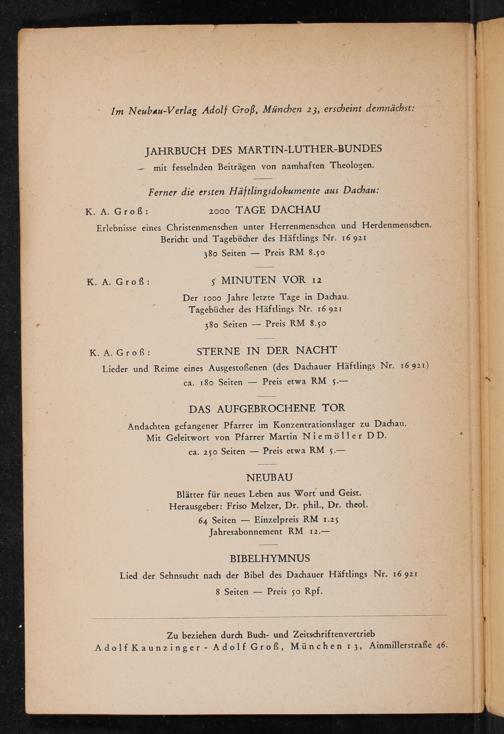 Im Neubau-Verlag Adolf Groß, München 23, erscheint demnächst:
JAHRBUCH DES MARTIN-LUTHER-BUNDES
mit fesselnden Beiträgen von namhaften Theologen.
Ferner die ersten Häftlingsdokumente aus Dachau:
K. A. Groß: 2000 TAGE DACHAU
Erlebnisse eines Christenmenschen unter Herrenmenschen und Herdenmenschen.
Bericht und Tagebücher des Häftlings Nr. 16921
380 Seiten — Preis RM 8.50
K. A. Groß: 5 MINUTEN VOR 12
Der 1000 Jahre letzte Tage in Dachau.
Tagebücher des Häftlings Nr. 16921
380 Seiten — Preis RM 8.50
K. A. Groß: STERNE IN DER NACHT
Lieder und Reime eines Ausgestoßenen (des Dachauer Häftlings Nr. 16921)
ca. 180 Seiten — Preis etwa RM 5.—
DAS AUFGEBROCHENE TOR
Andachten gefangener Pfarrer im Konzentrationslager zu Dachau.
Mit Geleitwort von Pfarrer Martin Niemöller DD.
ca. 250 Seiten — Preis etwa RM 5.—
NEUBAU
Blätter für neues Leben aus Wort und Geist.
Herausgeber: Friso Melzer, Dr. phil., Dr. theol.
64 Seiten — Einzelpreis RM 1.25
Jahresabonnement RM 12.—
BIBELHYMNUS
Lied der Sehnsucht nach der Bibel des Dachauer Häftlings Nr. 16921
8 Seiten — Preis 50 Rpf.
Zu beziehen durch Buch- und Zeitschriftenvertrieb
Adolf Kaunzinger - Adolf Groß, München 13, Ainmillerstraße 46.